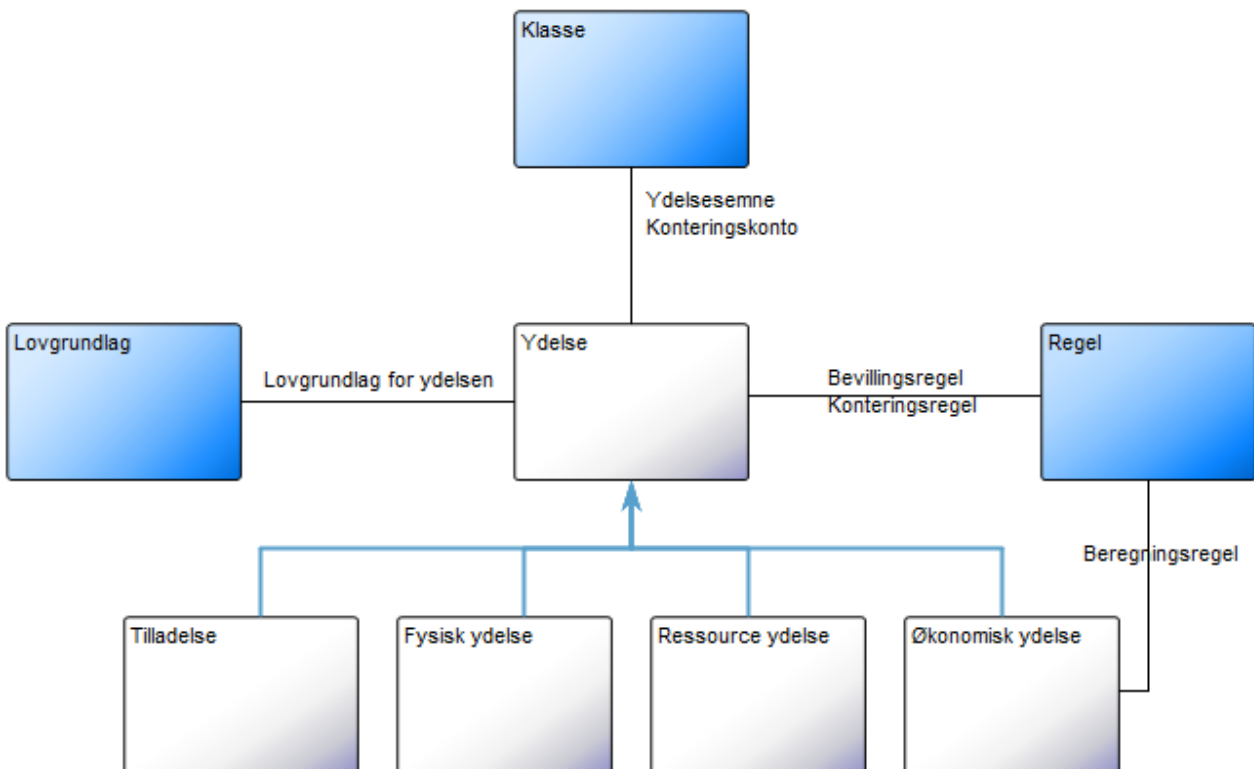 Klasse
Ydelsesemne
Konteringskonto
Lovgrundlag
Lovgrundlag for ydelsen
Ydelse
Bevillingsregel
Konteringsregel
Regel
Beregningsregel
Tilladelse
Fysisk ydelse
Ressource ydelse
Økonomisk ydelse